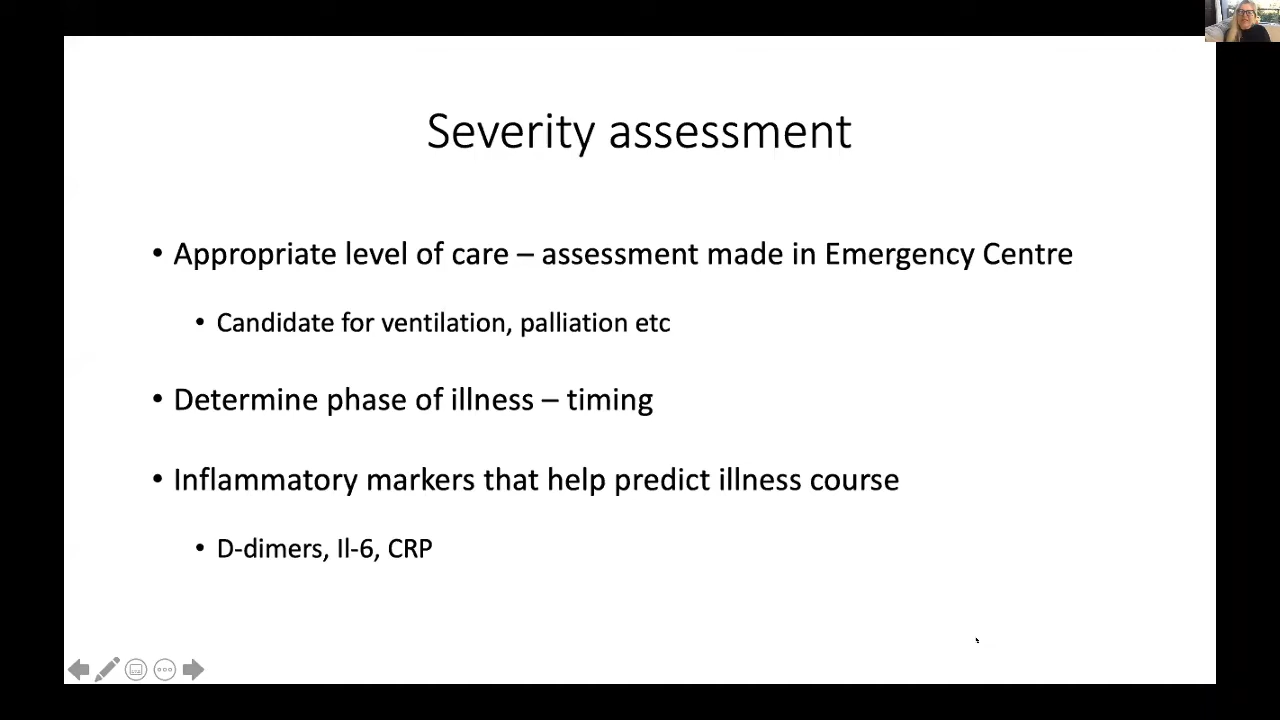 Severity assessment
• Appropriate level of care – assessment made in Emergency Centre
• Candidate for ventilation, palliation etc
• Determine phase of illness – timing
• Inflammatory markers that help predict illness course
• D-dimers, Il-6, CRP